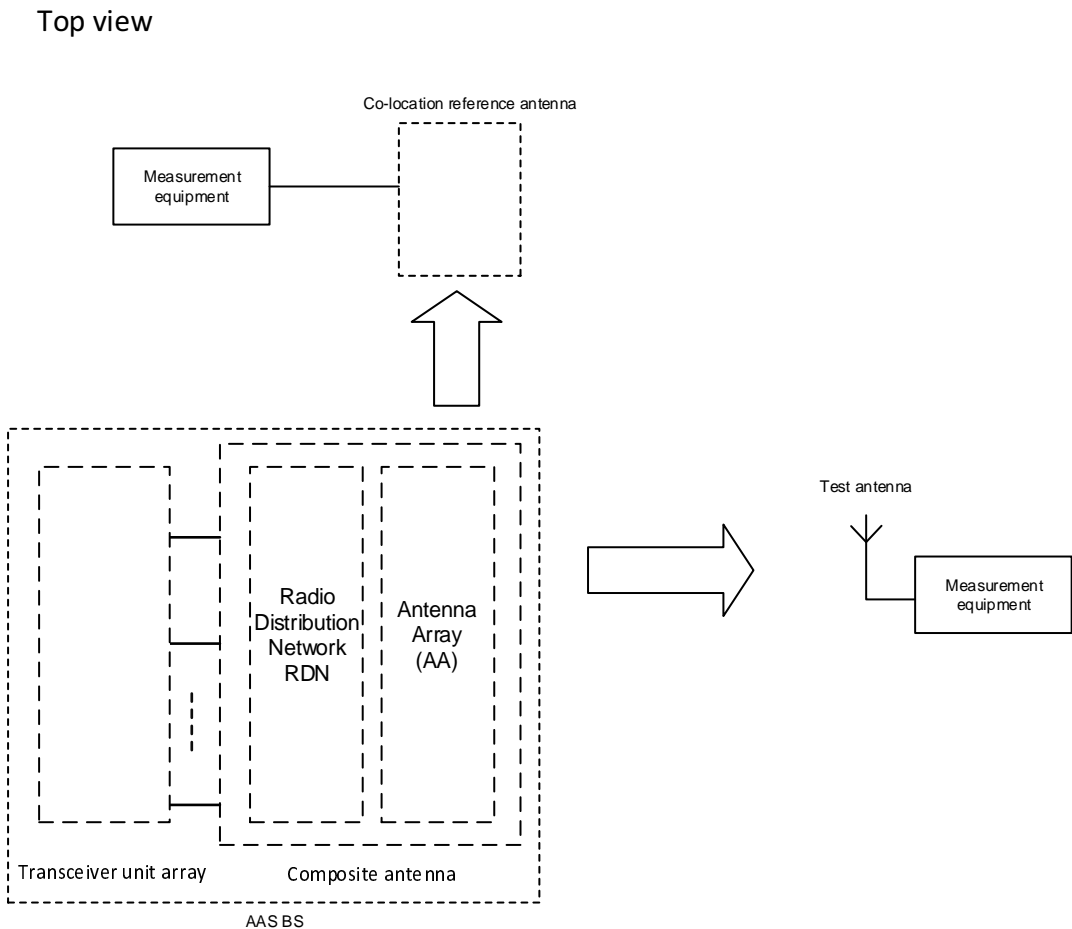 Top view
Co-location reference antenna
Measurement
equipment
Test antenna
Measurement
equipment
Radio
Distribution
Network
RDN
Antenna
Array
(AA)
Transceiver unit array
Composite antenna
AAS BS